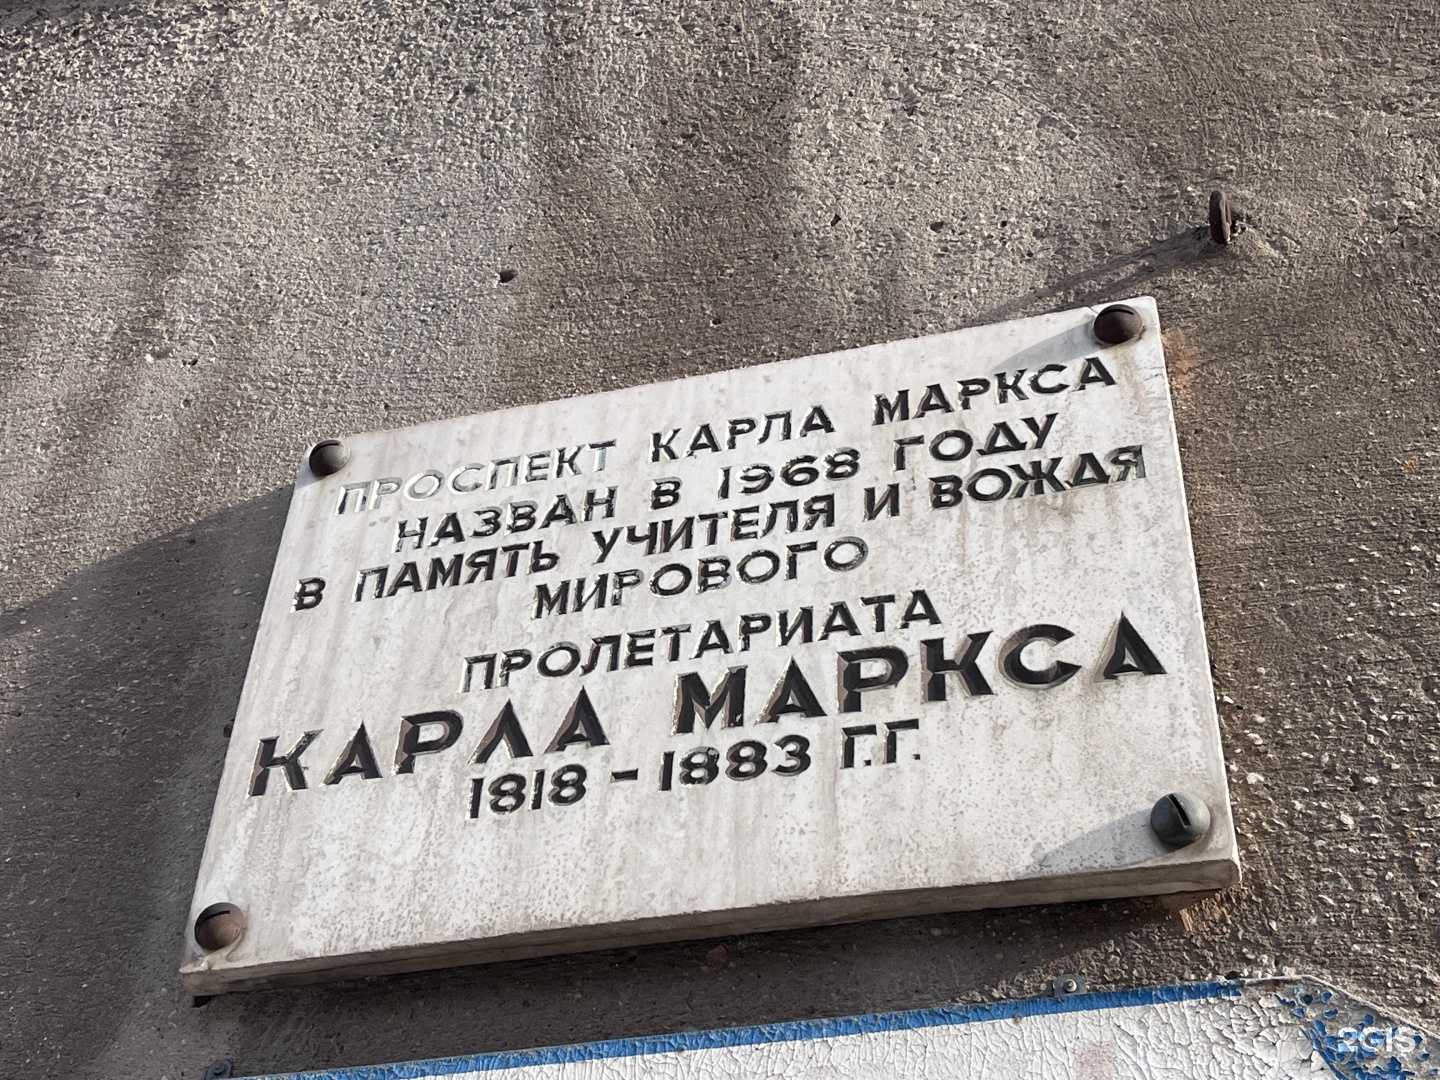 ПРОСПЕКТ КАРЛА МАРКСА
НАЗВАН В 1968 ГОДУ
В ПАМЯТЬ УЧИТЕЛЯ И ВОЖДЯ
МИРОВОГО
ПРОЛЕТАРИАТА
КАРЛА МАРКСА
1818 - 1883 Г.Г.
2GIS